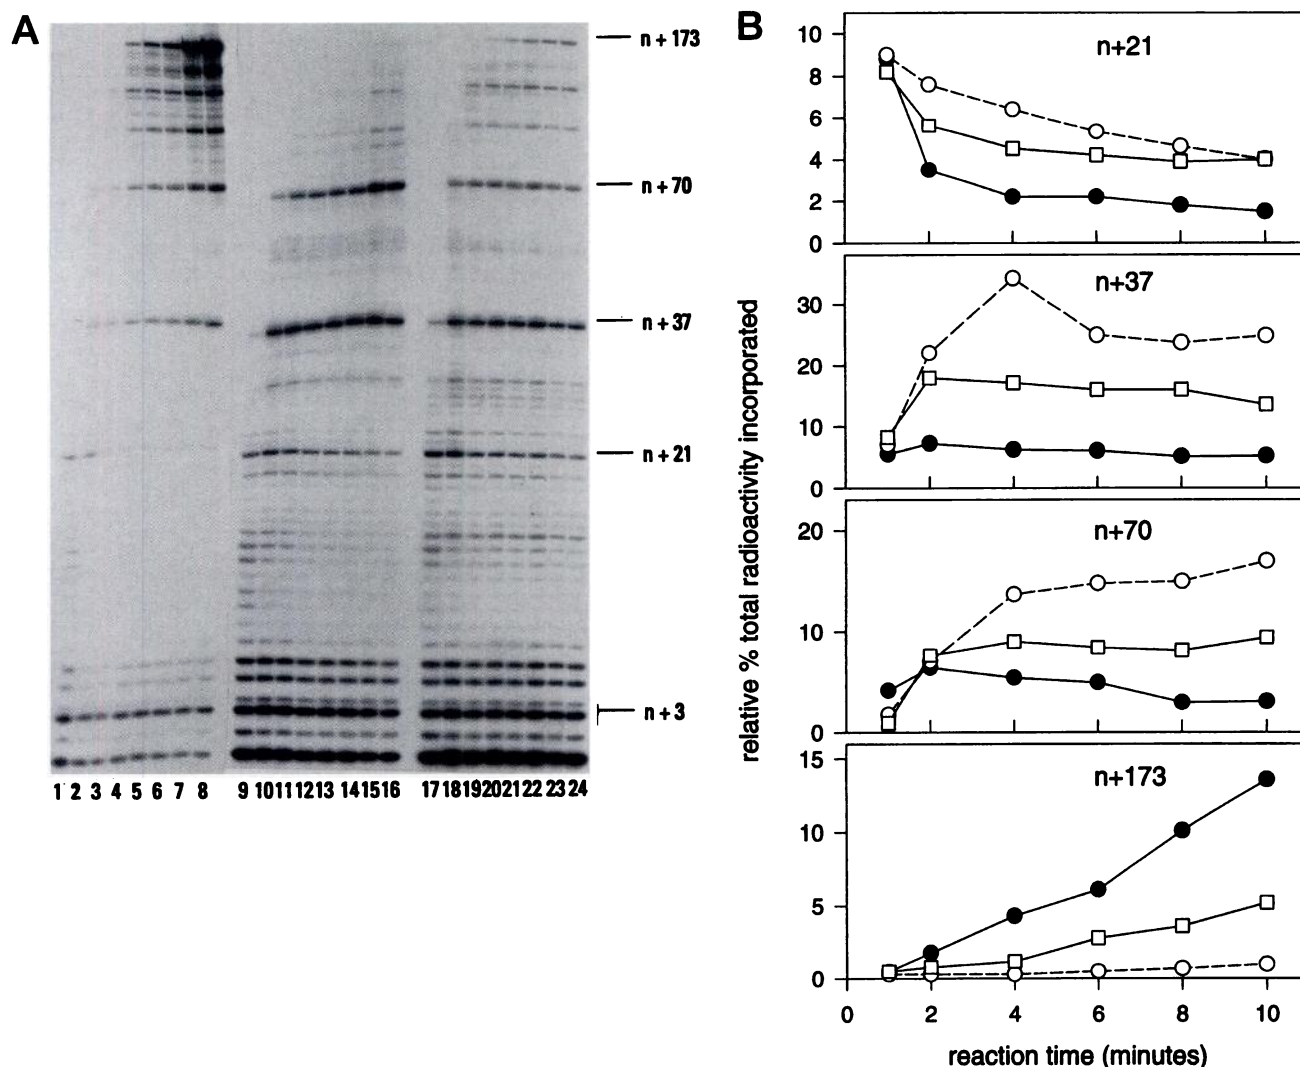 A
n + 173
n + 70
n + 37
n + 21
n + 3
1 2 3 4 5 6 7 8 9 10 11 12 13 14 15 16 17 18 19 20 21 22 23 24
B
relative % total radioactivity incorporated
n+21
10
8
6
4
2
0
n+37
30
20
10
0
n+70
20
10
0
n+173
15
10
5
0
0 2 4 6 8 10
reaction time (minutes)